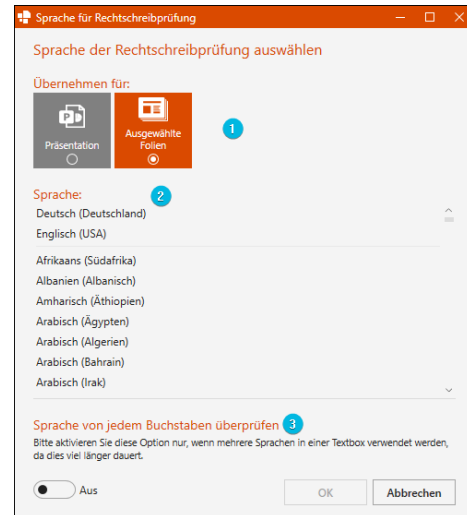 Sprache für Rechtschreibprüfung
Sprache der Rechtschreibprüfung auswählen
Übernehmen für:
Präsentation
Ausgewählte
Folien
1
Sprache:
2
Deutsch (Deutschland)
Englisch (USA)
Afrikaans (Südafrika)
Albanien (Albanisch)
Amharisch (Äthiopien)
Arabisch (Ägypten)
Arabisch (Algerien)
Arabisch (Bahrain)
Arabisch (Irak)
Sprache von jedem Buchstaben überprüfen 3
Bitte aktivieren Sie diese Option nur, wenn mehrere Sprachen in einer Textbox verwendet werden,
da dies viel länger dauert.
Aus
OK
Abbrechen